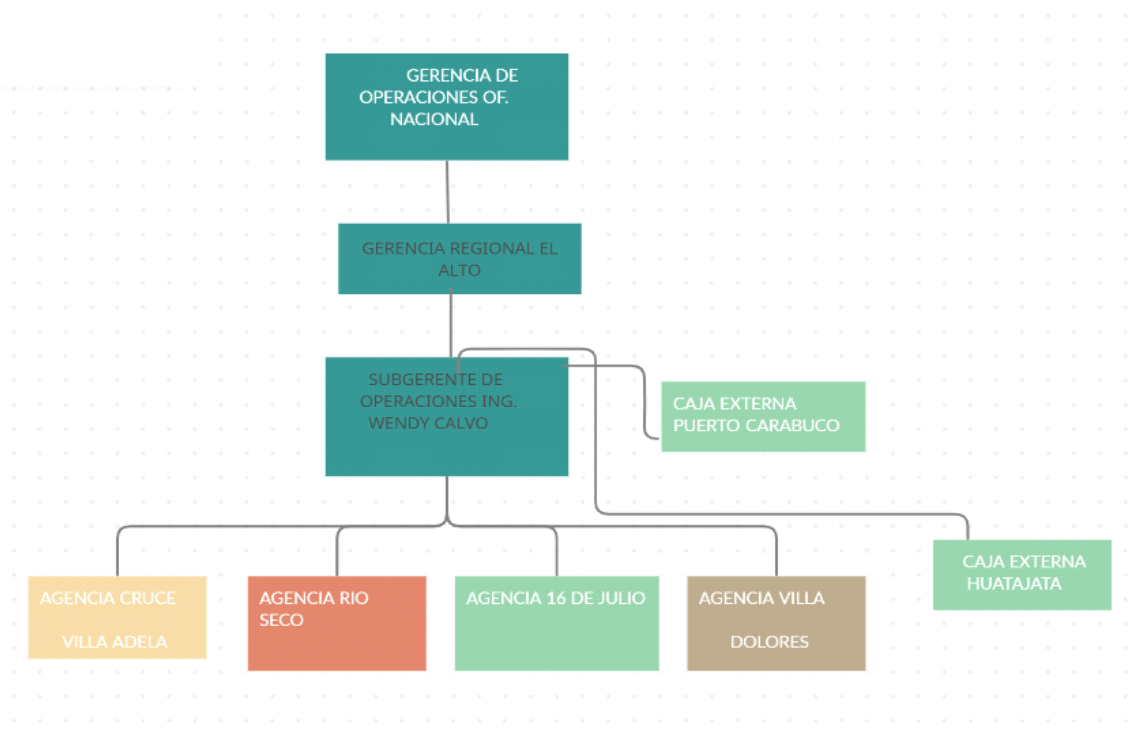 GERENCIA DE
OPERACIONES OF.
NACIONAL
GERENCIA REGIONAL EL
ALTO
SUBGERENTE DE
OPERACIONES ING.
WENDY CALVO
CAJA EXTERNA
PUERTO CARABUCO
CAJA EXTERNA
HUATAJATA
AGENCIA CRUCE
VILLA ADELA
AGENCIA RIO
SECO
AGENCIA 16 DE JULIO
AGENCIA VILLA
DOLORES